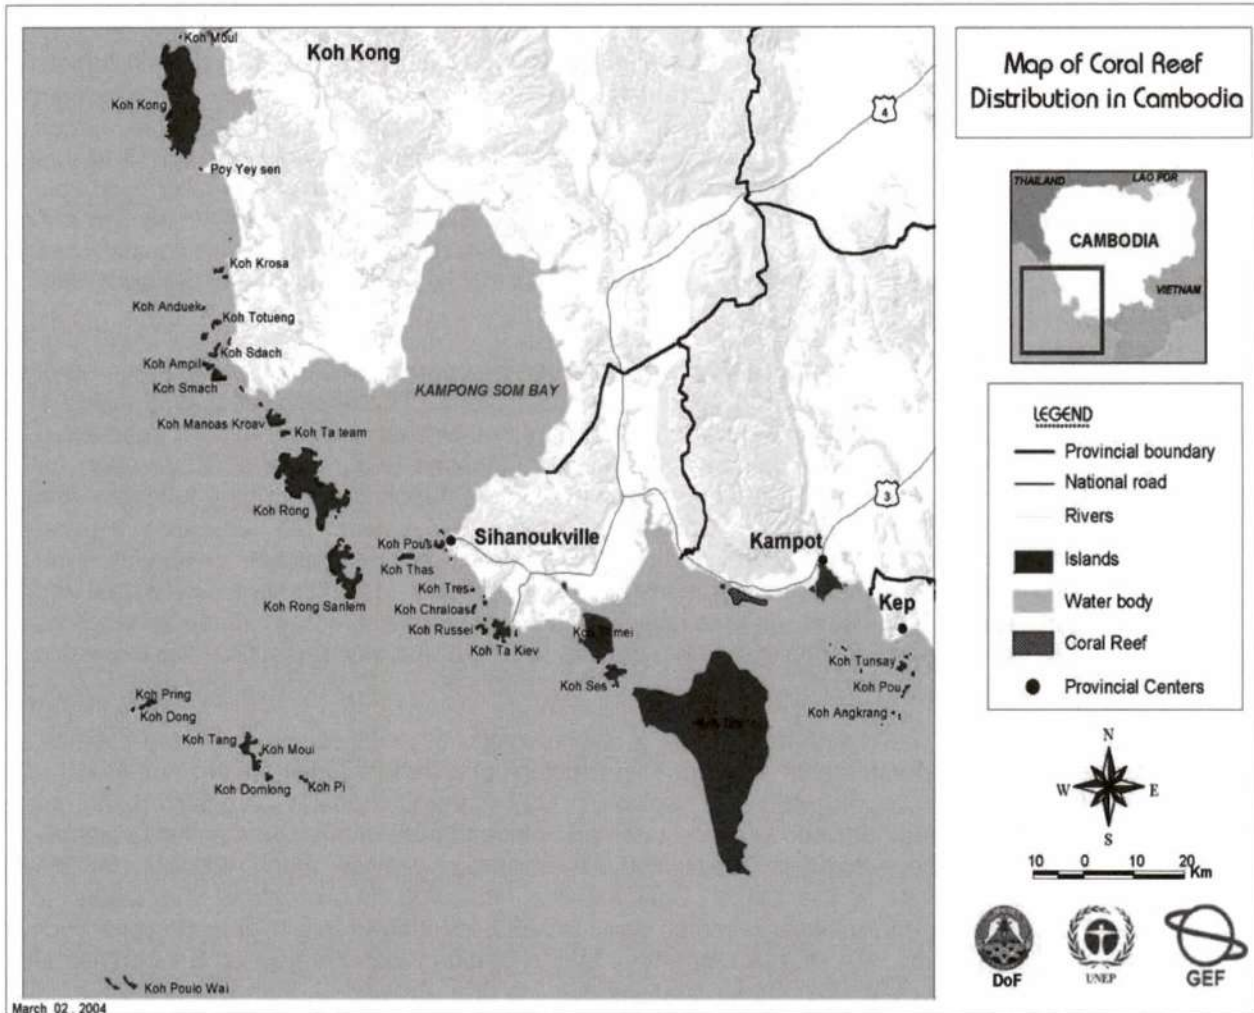 Map of Coral Reef
Distribution in Cambodia
THAILAND
LAO PDR
CAMBODIA
VIETNAM
LEGEND
Provincial boundary
National road
Rivers
Islands
Water body
Coral Reef
Provincial Centers
N
W
E
S
10 0 10 20
Km
DoF
UNEP
GEF
Koh Moul
Koh Kong
Koh Kong
4
Poy Yey sen
Koh Krosa
Koh Anduek
Koh Totueng
Koh Sdach
Koh Ampil
Koh Smach
KAMPONG SOM BAY
Koh Manoas Kroav
Koh Ta team
Koh Rong
3
Sihanoukville
Kampot
Koh Pous
Koh Thas
Koh Rong Sanlem
Koh Tres
Koh Chraloas
Kep
Koh Russei
Koh Ta Kiev
Koh
Koh Ses
Koh Tunsay
Koh Pou
Koh Angkrang
Koh Pring
Koh Dong
Koh Tang
Koh Moui
Koh Domlong
Koh Pi
Koh Poulo Wai
March 02 , 2004